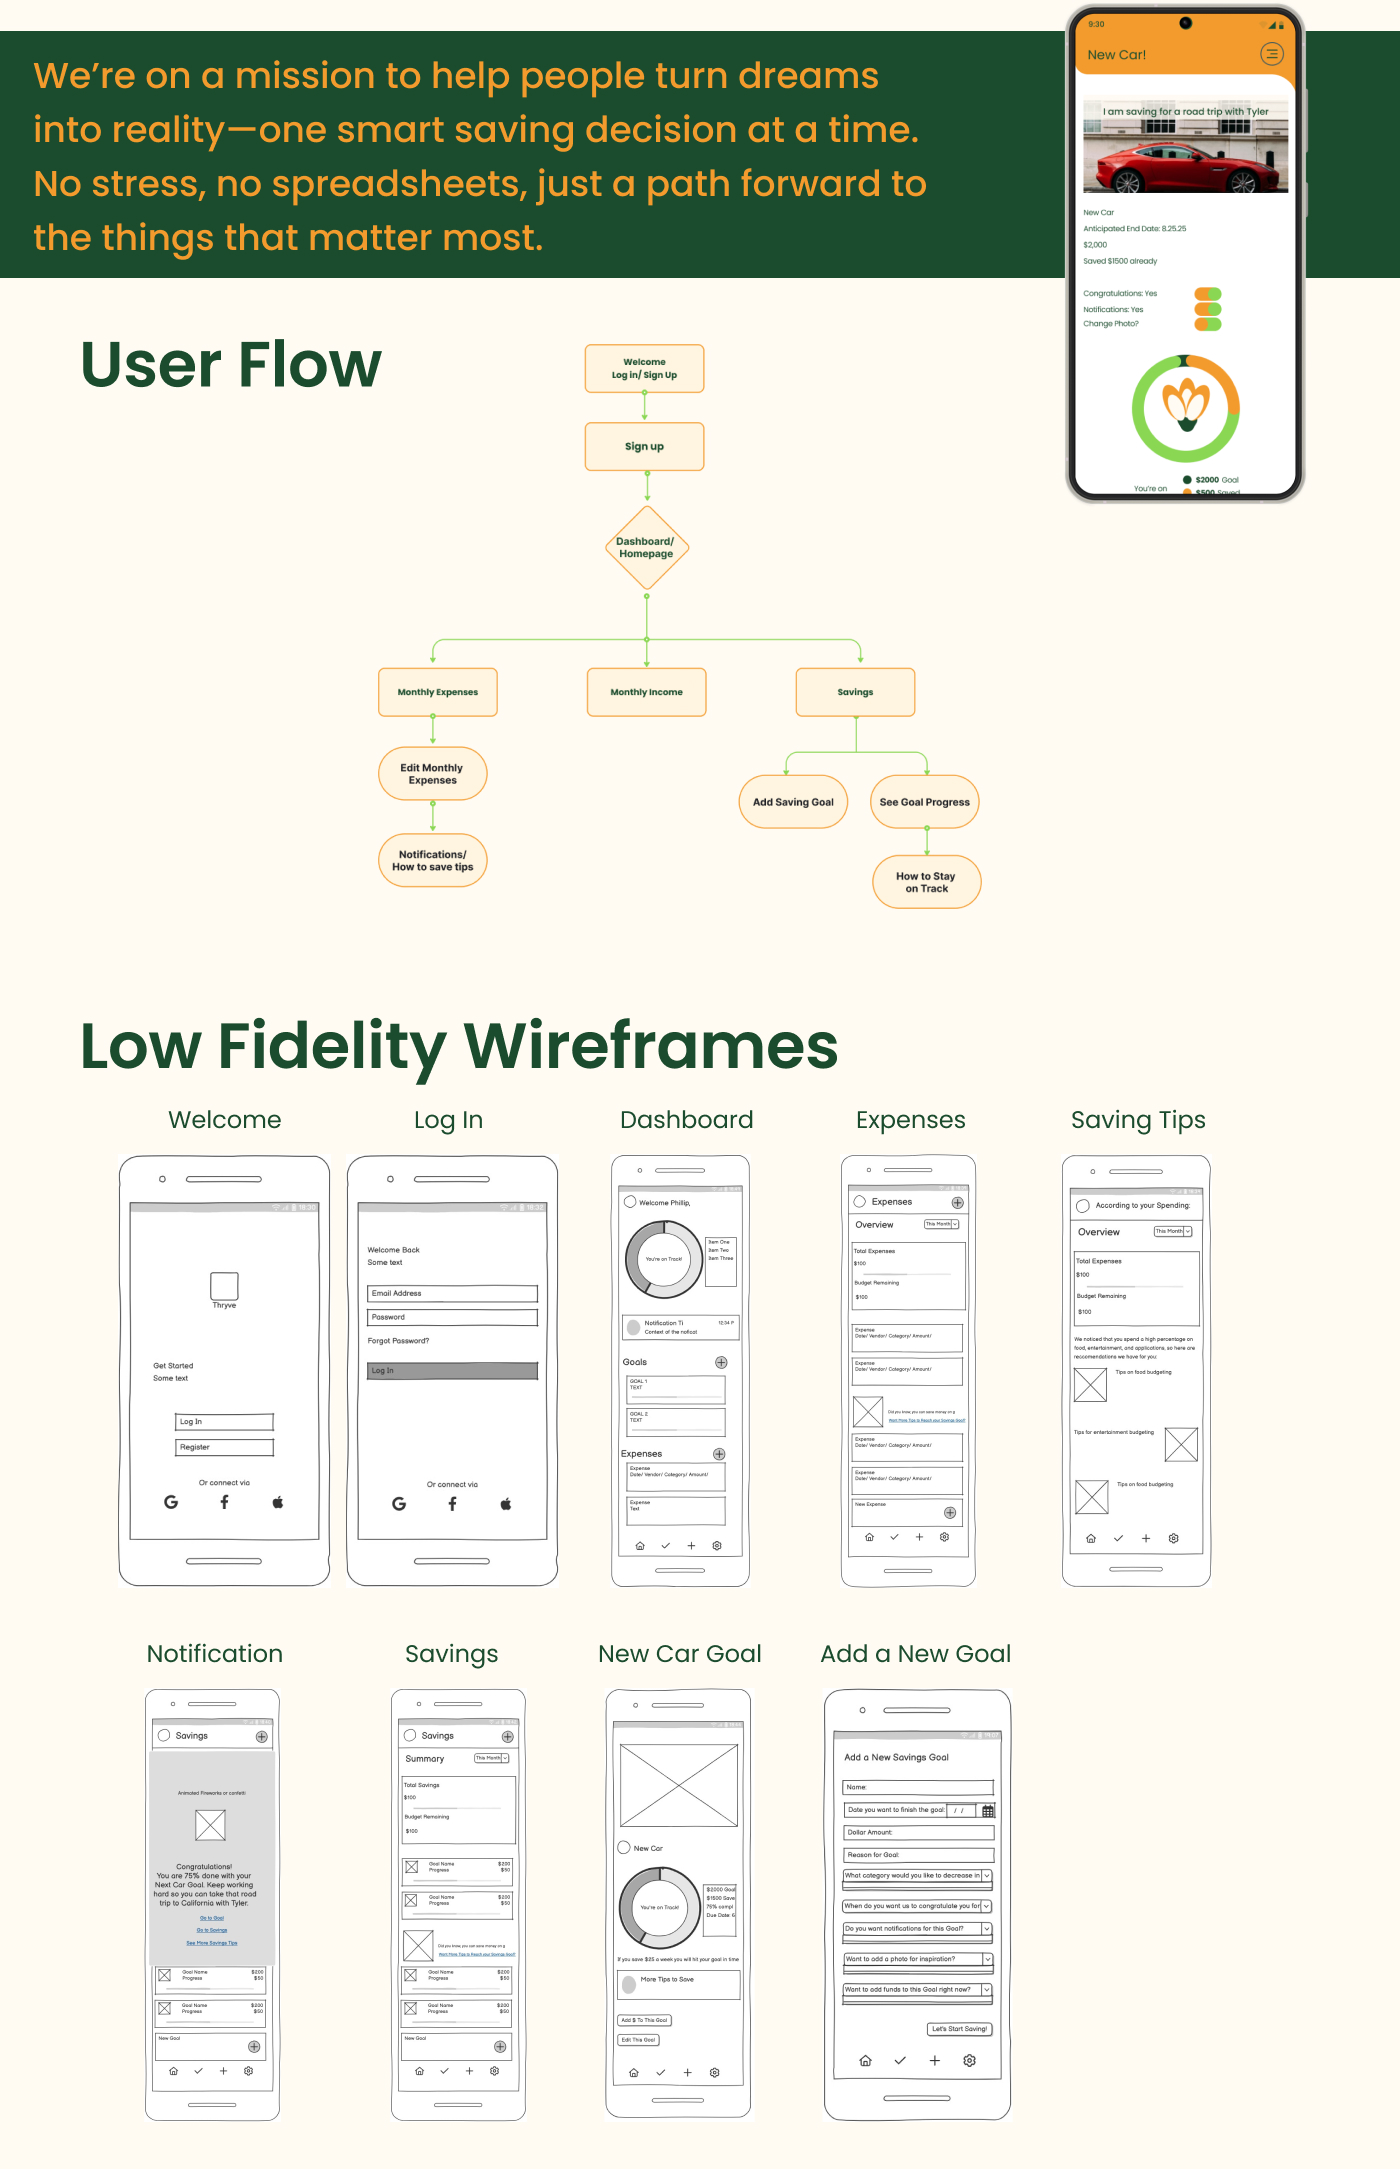 We're on a mission to help people turn dreams
into reality—one smart saving decision at a time.
No stress, no spreadsheets, just a path forward to
the things that matter most.
9:30
New Car!
I am saving for a road trip with Tyler
New Car
Anticipated End Date: 8.25.25
$2,000
Saved $1500 already
Congratulations: Yes
Notifications: Yes
Change Photo?
$2000 Goal
You're on
$500 Saved
User Flow
Welcome
Log in/ Sign Up
Sign up
Dashboard/
Homepage
Monthly Expenses
Monthly Income
Savings
Edit Monthly
Expenses
Add Saving Goal
See Goal Progress
Notifications/
How to save tips
How to Stay
on Track
Low Fidelity Wireframes
Welcome
Log In
Dashboard
Expenses
Saving Tips
18:30
Thryve
Get Started
Some text
Log In
Register
Or connect via
18:32
Welcome Back
Some text
Email Address
Password
Forgot Password?
Log In
Or connect via
Welcome Phillip,
You're on Track!
Item One
Item Two
Item Three
Notification Ti
12:34 P
Context of the noficat
Goals
GOAL 1
TEXT
GOAL 2
TEXT
Expenses
Expense
Date/ Vendor/ Category/ Amount/
Expense
Text
Expenses
Overview
This Month
Total Expenses
$100
Budget Remaining
$100
Expense
Date/ Vendor/ Category/ Amount/
Expense
Date/ Vendor/ Category/ Amount/
Did you know, you can save money on g
Want More Tips to Reach your Savings Goal?
Expense
Date/ Vendor/ Category/ Amount/
Expense
Date/ Vendor/ Category/ Amount/
New Expense
According to your Spending:
Overview
This Month
Total Expenses
$100
Budget Remaining
$100
We noticed that you spend a high percentage on
food, entertainment, and applications, so here are
reccomendations we have for you:
Tips on food budgeting
Tips for entertainment budgeting
Tips on food budgeting
Notification
Savings
New Car Goal
Add a New Goal
Savings
Animated Fireworks or confetti
Congratulations!
You are 75% done with your
Next Car Goal. Keep working
hard so you can take that road
trip to California with Tyler.
Go to Goal
Go to Savings
See More Savings Tips
Goal Name $200
Progress $50
Goal Name $200
Progress $50
New Goal
Savings
Summary
This Month
Total Savings
$100
Budget Remaining
$100
Goal Name $200
Progress $50
Goal Name $200
Progress $50
Did you know, you can save money on g
Want More Tips to Reach your Savings Goal?
Goal Name $200
Progress $50
Goal Name $200
Progress $50
New Goal
New Car
You're on Track!
$2000 Goal
$1500 Save
75% compl
Due Date: 6
If you save $25 a week you will hit your goal in time
More Tips to Save
Add $ To This Goal
Edit This Goal
Add a New Savings Goal
Name:
Date you want to finish the goal: / /
Dollar Amount:
Reason for Goal:
What category would you like to decrease in
When do you want us to congratulate you for
Do you want notifications for this Goal?
Want to add a photo for inspiration?
Want to add funds to this Goal right now?
Let's Start Saving!